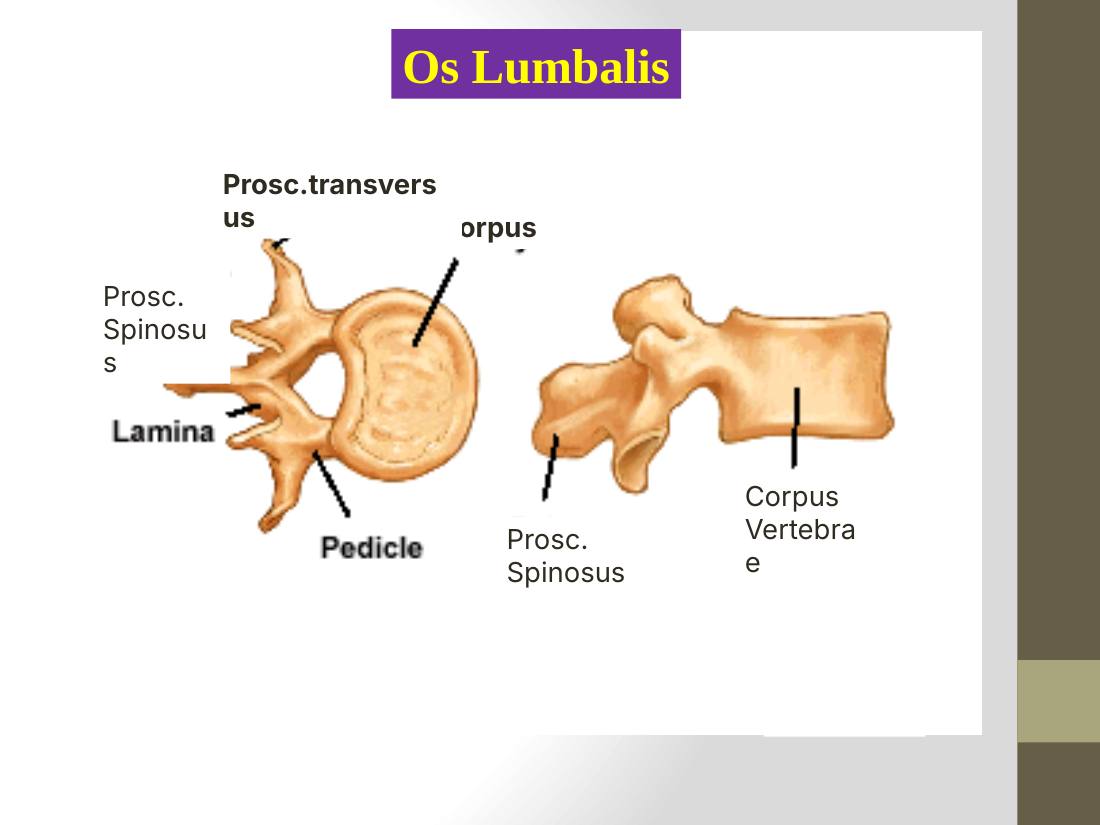 Os Lumbalis
Prosc.transvers
us
orpus
Prosc.
Spinosu
s
Lamina
Pedicle
Prosc.
Spinosus
Corpus
Vertebra
e